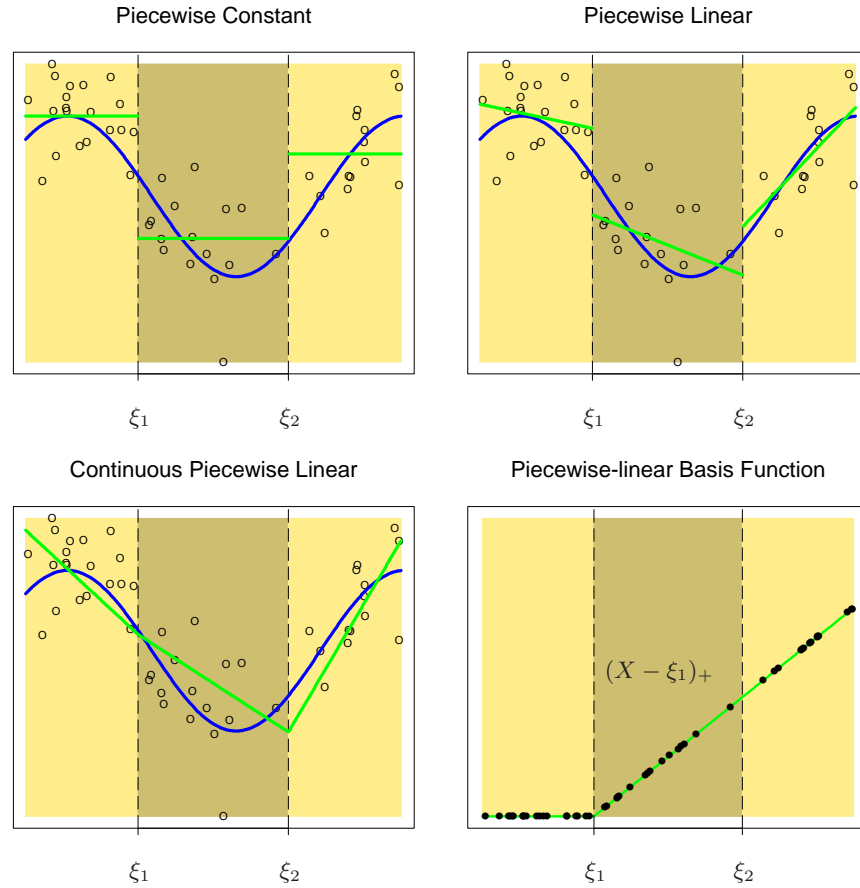 Piecewise Constant
Piecewise Linear
ξ1
ξ2
ξ1
ξ2
Continuous Piecewise Linear
Piecewise-linear Basis Function
(X − ξ1)+
ξ1
ξ2
ξ1
ξ2